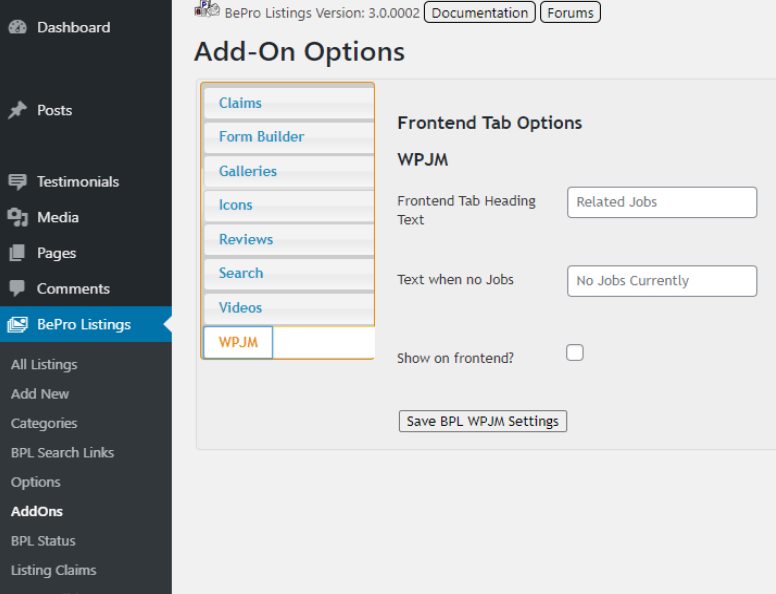 Dashboard
Posts
Testimonials
Media
Pages
Comments
BePro Listings
All Listings
Add New
Categories
BPL Search Links
Options
AddOns
BPL Status
Listing Claims
BePro Listings Version: 3.0.0002 Documentation Forums
Add-On Options
Claims
Form Builder
Galleries
Icons
Reviews
Search
Videos
WPJM
Frontend Tab Options
WPJM
Frontend Tab Heading
Text
Related Jobs
Text when no Jobs
No Jobs Currently
Show on frontend?
Save BPL WPJM Settings